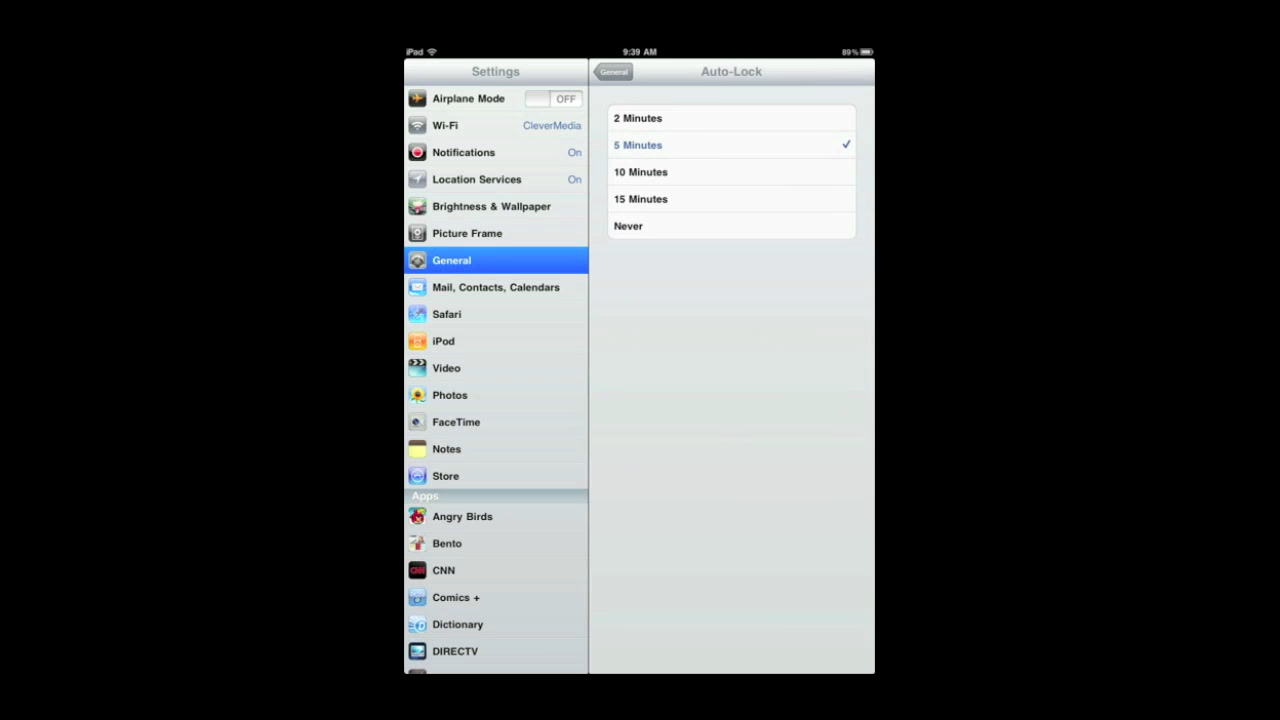 iPad 9:39 AM 89%
Settings
Airplane Mode OFF
Wi-Fi CleverMedia
Notifications On
Location Services On
Brightness & Wallpaper
Picture Frame
General
Mail, Contacts, Calendars
Safari
iPod
Video
Photos
FaceTime
Notes
Store
Apps
Angry Birds
Bento
CNN CNN
Comics +
Dictionary
DIRECTV
General Auto-Lock
2 Minutes
5 Minutes ✓
10 Minutes
15 Minutes
Never